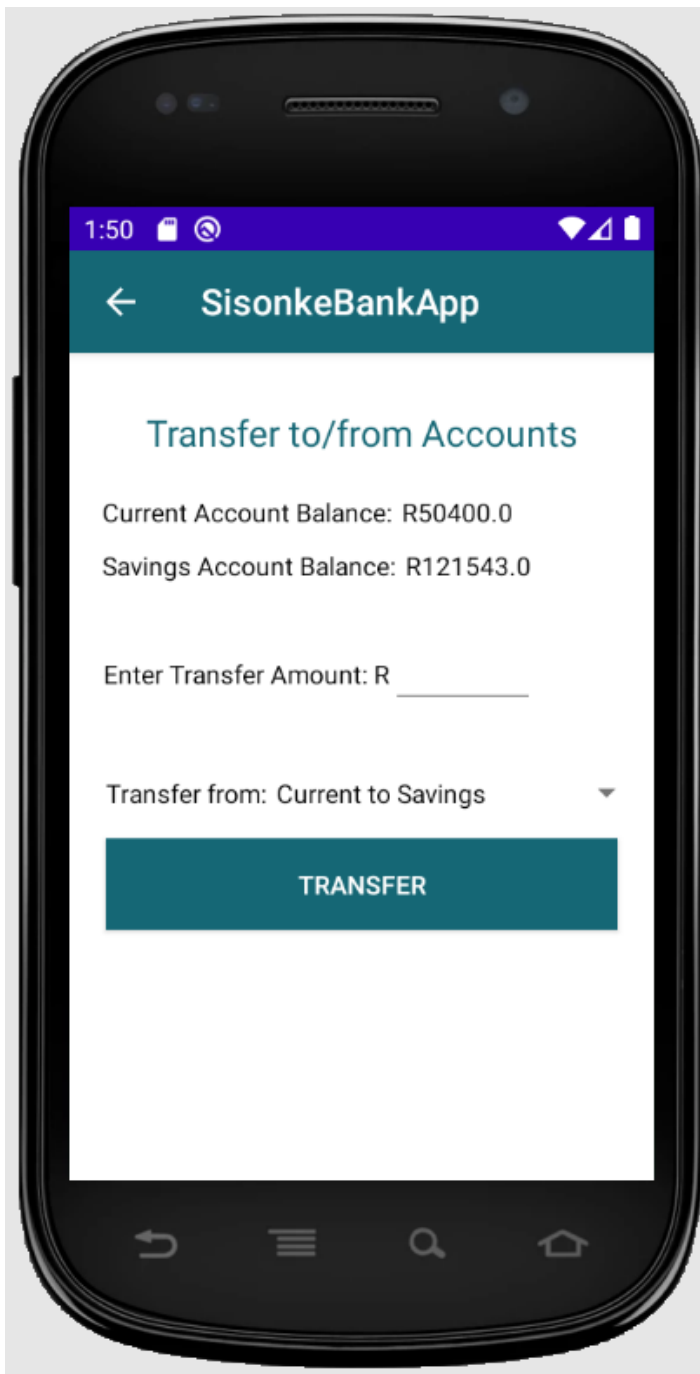 1:50
SisonkeBankApp
Transfer to/from Accounts
Current Account Balance: R50400.0
Savings Account Balance: R121543.0
Enter Transfer Amount: R
Transfer from: Current to Savings
TRANSFER